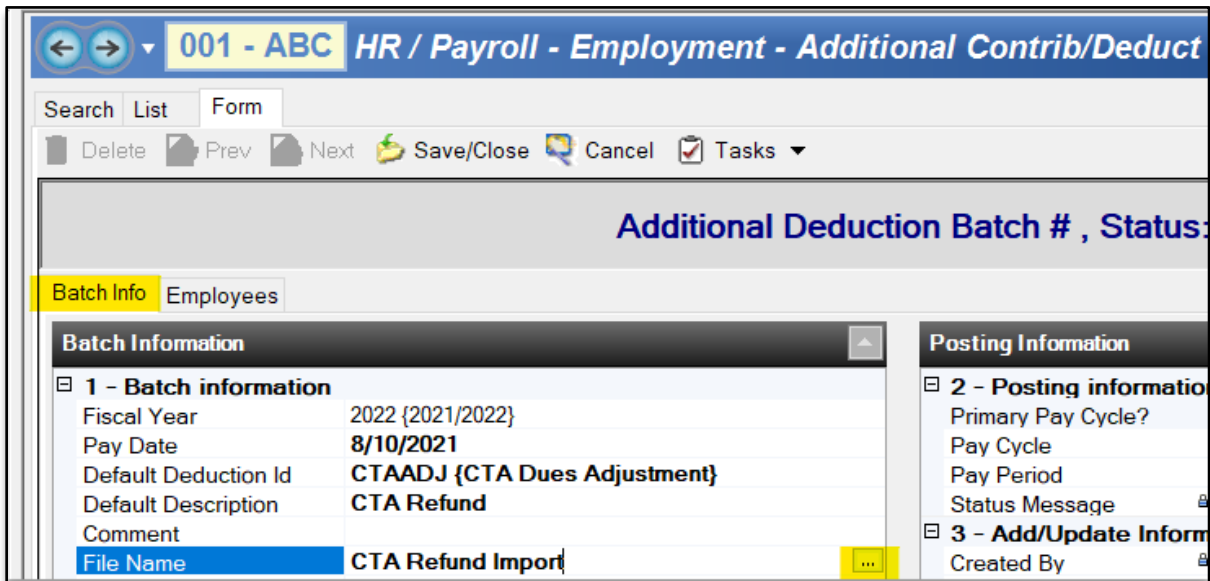 001 - ABC HR / Payroll - Employment - Additional Contrib/Deduct
Search List Form
Delete Prev Next Save/Close Cancel Tasks
Additional Deduction Batch # , Status:
Batch Info Employees
Batch Information Posting Information
1 - Batch information 2 - Posting informatio
Fiscal Year 2022 {2021/2022} Primary Pay Cycle?
Pay Date 8/10/2021 Pay Cycle
Default Deduction Id CTAADJ {CTA Dues Adjustment} Pay Period
Default Description CTA Refund Status Message
Comment 3 - Add/Update Inform
File Name CTA Refund Import ... Created By